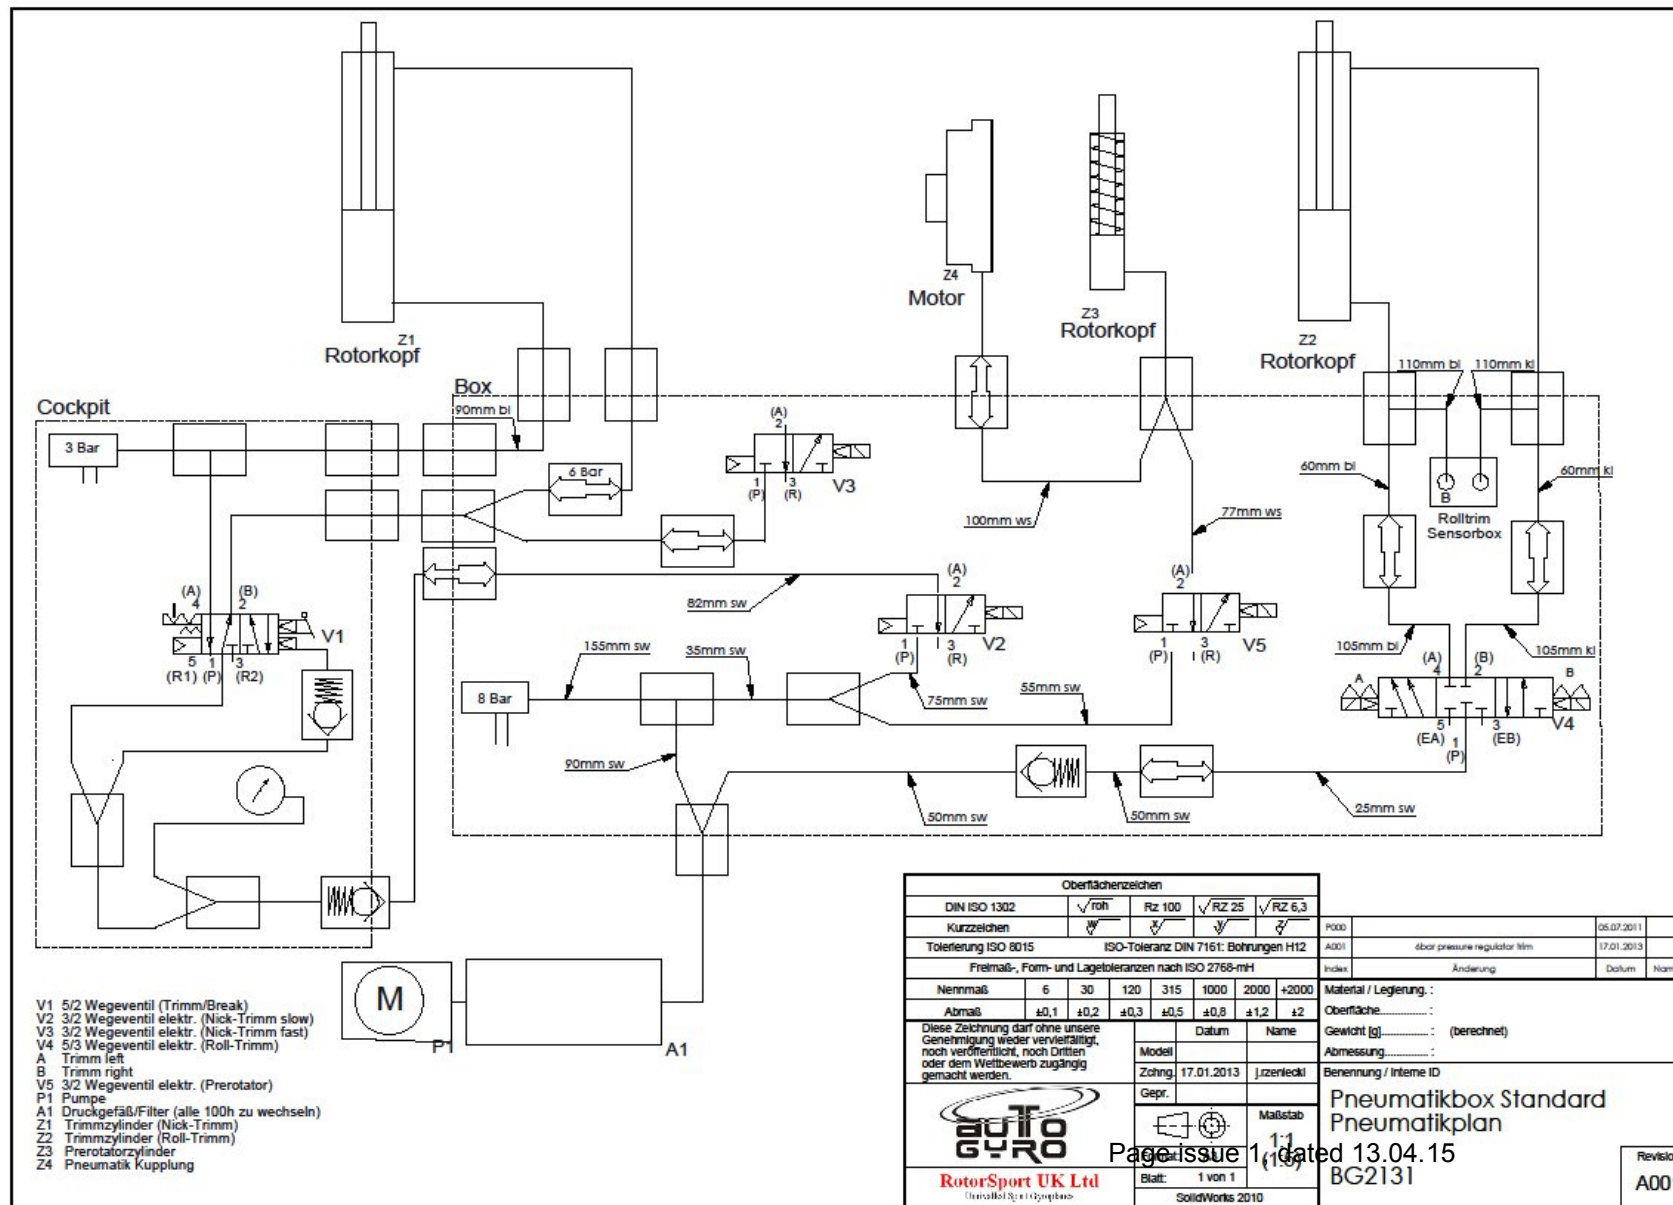 Z1
Rotorkopf
Z4
Motor
Z3
Rotorkopf
Z2
Rotorkopf
Cockpit
3 Bar
Box
90mm bl
6 Bar
(A)
2
1
(P)
3
(R)
V3
100mm ws
77mm ws
110mm bl
110mm kl
60mm bl
60mm kl
B
Rolltrim
Sensorbox
(A)
4
(B)
2
V1
5
(R1)
1
(P)
3
(R2)
82mm sw
(A)
2
1
(P)
3
(R)
V2
(A)
2
1
(P)
3
(R)
V5
105mm bl
105mm kl
(A)
4
(B)
2
A
B
5
(EA)
1
(P)
3
(EB)
V4
155mm sw
35mm sw
8 Bar
75mm sw
55mm sw
90mm sw
50mm sw
50mm sw
25mm sw
M
P1
A1
V1 5/2 Wegeventil (Trimm/Break)
V2 3/2 Wegeventil elektr. (Nick-Trimm slow)
V3 3/2 Wegeventil elektr. (Nick-Trimm fast)
V4 5/3 Wegeventil elektr. (Roll-Trimm)
A Trimm left
B Trimm right
V5 3/2 Wegeventil elektr. (Prerotator)
P1 Pumpe
A1 Druckgefäß/Filter (alle 100h zu wechseln)
Z1 Trimmzylinder (Nick-Trimm)
Z2 Trimmzylinder (Roll-Trimm)
Z3 Prerotatorzylinder
Z4 Pneumatik Kupplung
Oberflächenzeichen
DIN ISO 1302 roh Rz 100 RZ 25 RZ 6,3
Kurzzeichen w x y z
Tolerierung ISO 8015 ISO-Toleranz DIN 7161: Bohrungen H12
Freimaß-, Form- und Lagetoleranzen nach ISO 2768-mH
Nennmaß 6 30 120 315 1000 2000 +2000
Abmaß ±0,1 ±0,2 ±0,3 ±0,5 ±0,8 ±1,2 ±2
Diese Zeichnung darf ohne unsere
Genehmigung weder vervielfältigt,
noch veröffentlicht, noch Dritten
oder dem Wettbewerb zugängig
gemacht werden.
Datum Name
Modell
Zchng. 17.01.2013 j.rzeniecki
Gepr.
Maßstab
1:1
Format: A3
Blatt: 1 von 1
SolidWorks 2010
AUTO
GYRO
RotorSport UK Ltd
P000 05.07.2011
A001 6bar pressure regulator trim 17.01.2013
Index Änderung Datum Nam
Material / Legierung. :
Oberfläche............. :
Gewicht [g]............. : (berechnet)
Abmessung............. :
Benennung / Interne ID
Pneumatikbox Standard
Pneumatikplan
Page issue 1, dated 13.04.15
BG2131
Revisio
A00